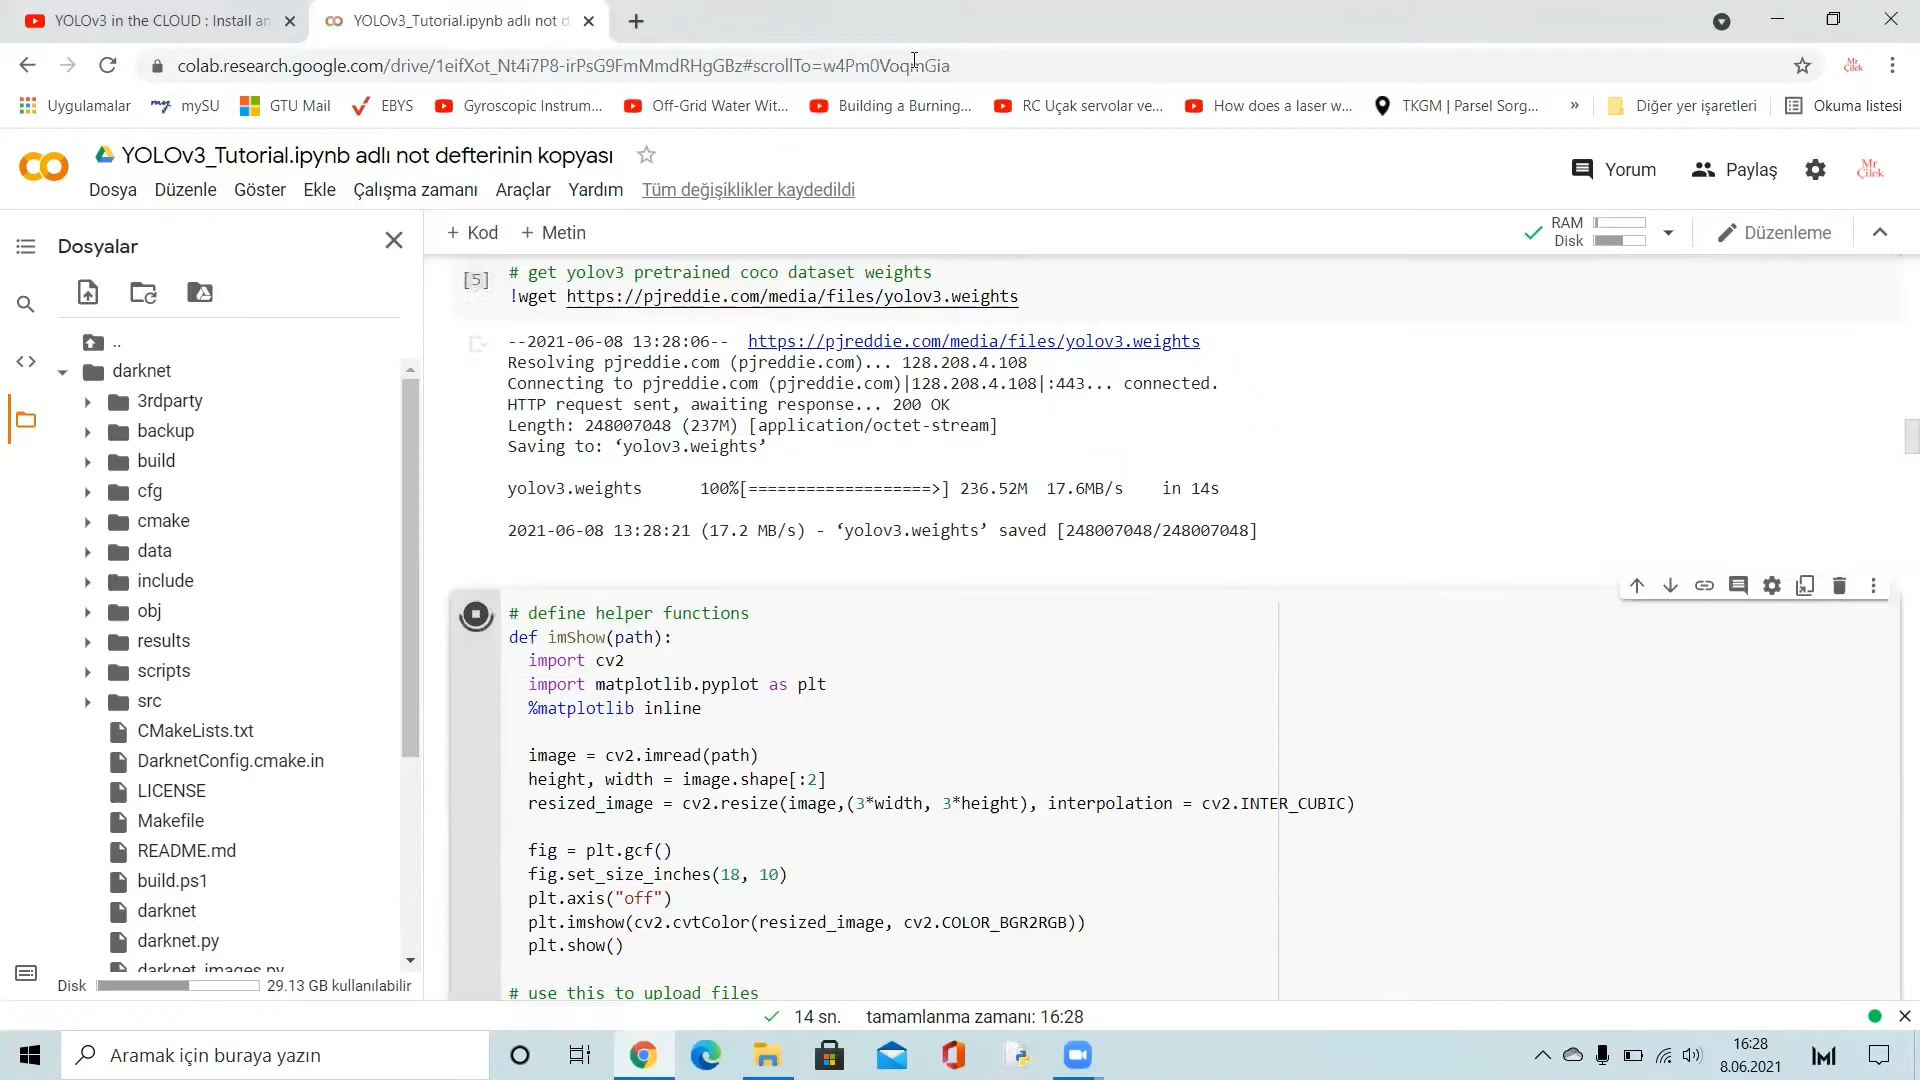 YOLOv3 in the CLOUD : Install an
YOLOv3_Tutorial.ipynb adlı not d
colab.research.google.com/drive/1eifXot_Nt4i7P8-irPsG9FmMmdRHgGBz#scrollTo=w4Pm0VoqmGia
Uygulamalar
mySU
GTU Mail
EBYS
Gyroscopic Instrum...
Off-Grid Water Wit...
Building a Burning...
RC Uçak servolar ve...
How does a laser w...
TKGM | Parsel Sorg...
»
Diğer yer işaretleri
Okuma listesi
YOLOv3_Tutorial.ipynb adlı not defterinin kopyası
Dosya Düzenle Göster Ekle Çalışma zamanı Araçlar Yardım Tüm değişiklikler kaydedildi
Yorum
Paylaş
Mr Çilek
Dosyalar
+ Kod + Metin
RAM
Disk
Düzenleme
..
darknet
3rdparty
backup
build
cfg
cmake
data
include
obj
results
scripts
src
CMakeLists.txt
DarknetConfig.cmake.in
LICENSE
Makefile
README.md
build.ps1
darknet
darknet.py
darknet_images.py
Disk 29.13 GB kullanılabilir
[5] # get yolov3 pretrained coco dataset weights
!wget https://pjreddie.com/media/files/yolov3.weights
--2021-06-08 13:28:06-- https://pjreddie.com/media/files/yolov3.weights
Resolving pjreddie.com (pjreddie.com)... 128.208.4.108
Connecting to pjreddie.com (pjreddie.com)|128.208.4.108|:443... connected.
HTTP request sent, awaiting response... 200 OK
Length: 248007048 (237M) [application/octet-stream]
Saving to: ‘yolov3.weights’
yolov3.weights 100%[===================>] 236.52M 17.6MB/s in 14s
2021-06-08 13:28:21 (17.2 MB/s) - ‘yolov3.weights’ saved [248007048/248007048]
# define helper functions
def imShow(path):
import cv2
import matplotlib.pyplot as plt
%matplotlib inline
image = cv2.imread(path)
height, width = image.shape[:2]
resized_image = cv2.resize(image,(3*width, 3*height), interpolation = cv2.INTER_CUBIC)
fig = plt.gcf()
fig.set_size_inches(18, 10)
plt.axis("off")
plt.imshow(cv2.cvtColor(resized_image, cv2.COLOR_BGR2RGB))
plt.show()
# use this to upload files
14 sn. tamamlanma zamanı: 16:28
Aramak için buraya yazın
16:28
8.06.2021